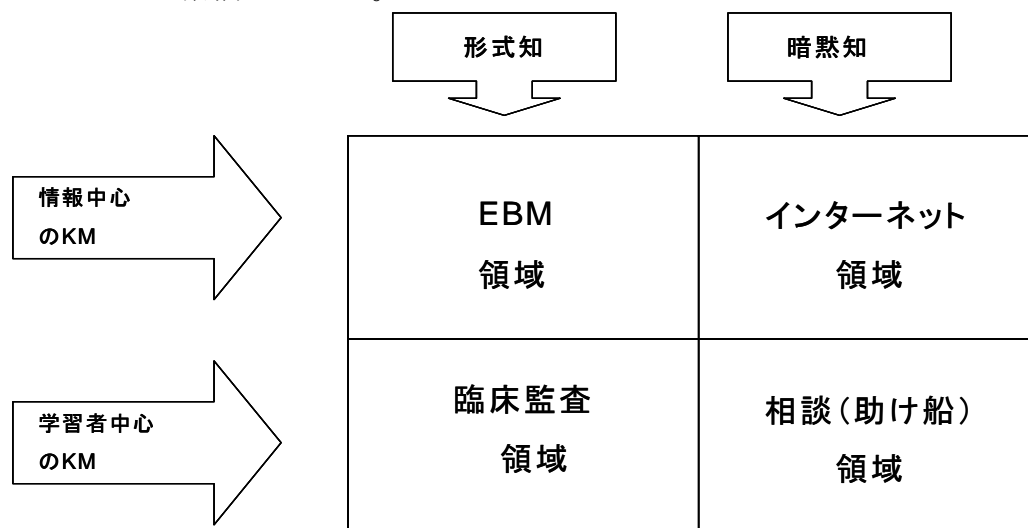 形式知
暗黙知
情報中心
のKM
EBM
領域
インターネット
領域
学習者中心
のKM
臨床監査
領域
相談(助け船)
領域